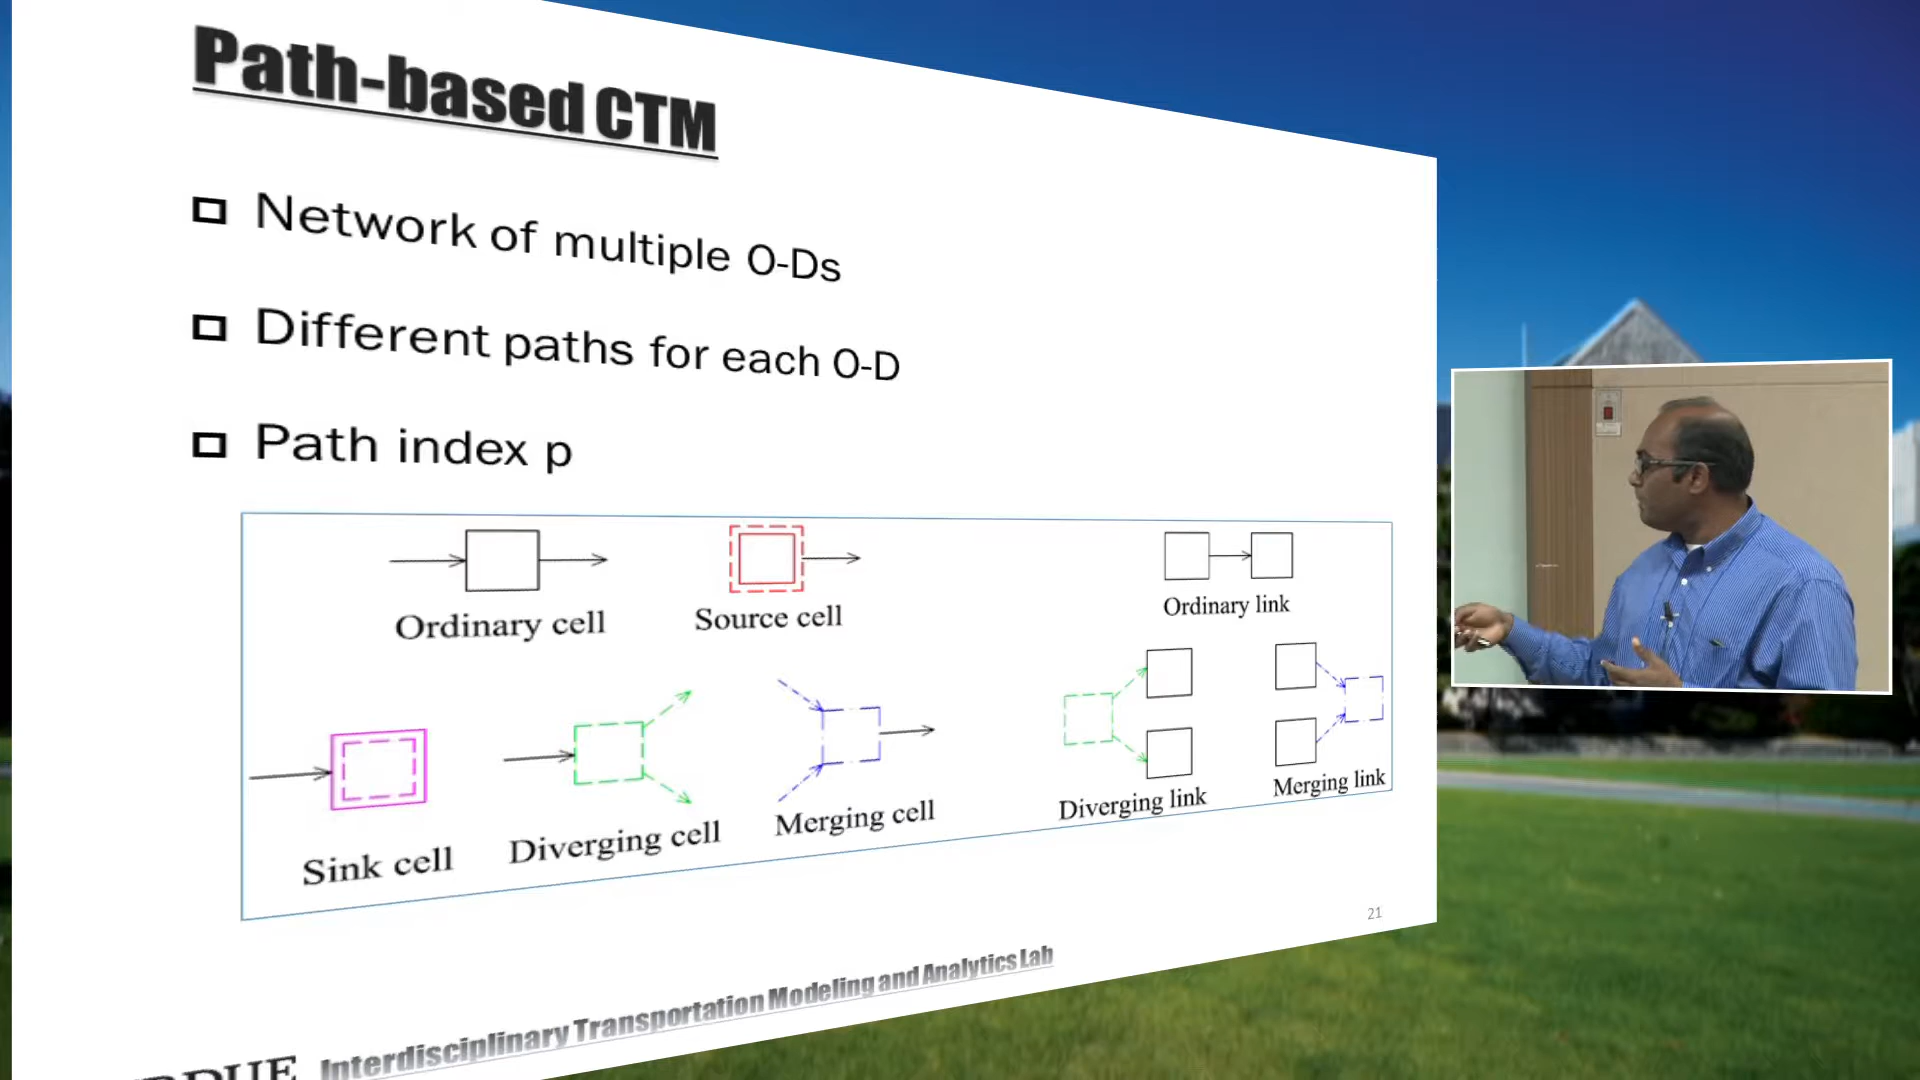 Path-based CTM
Network of multiple O-Ds
Different paths for each O-D
Path index p
Ordinary cell
Source cell
Ordinary link
Sink cell
Diverging cell
Merging cell
Diverging link
Merging link
21
Interdisciplinary Transportation Modeling and Analytics Lab